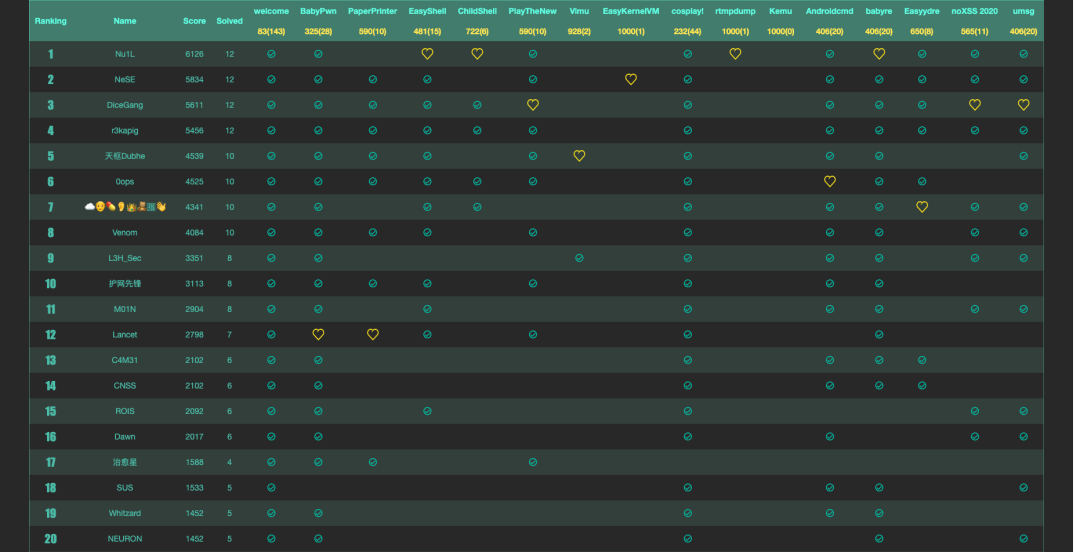 Ranking Name Score Solved welcome BabyPwn PaperPrinter EasyShell ChildShell PlayTheNew Vimu EasyKernelVM cosplay! rtmpdump Kemu Androidcmd babyre Easyydre noXSS 2020 umsg
83(143) 325(28) 590(10) 481(15) 722(6) 590(10) 928(2) 1000(1) 232(44) 1000(1) 1000(0) 406(20) 406(20) 650(8) 565(11) 406(20)
1 Nu1L 6126 12
2 NeSE 5834 12
3 DiceGang 5611 12
4 r3kapig 5456 12
5 天枢Dubhe 4539 10
6 0ops 4525 10
7 4341 10
8 Venom 4084 10
9 L3H_Sec 3351 8
10 护网先锋 3113 8
11 M01N 2904 8
12 Lancet 2798 7
13 C4M31 2102 6
14 CNSS 2102 6
15 ROIS 2092 6
16 Dawn 2017 6
17 治愈星 1588 4
18 SUS 1533 5
19 Whitzard 1452 5
20 NEURON 1452 5